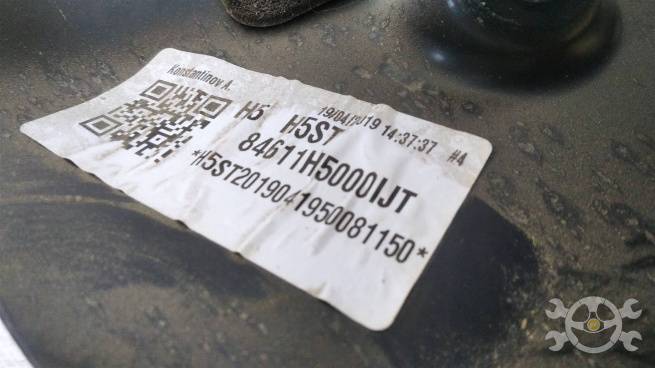 Konstantinov A.
19/04/2019 14:37:37 #4
H5 H5ST
84611H5000IJT
*H5ST2019041950081150*